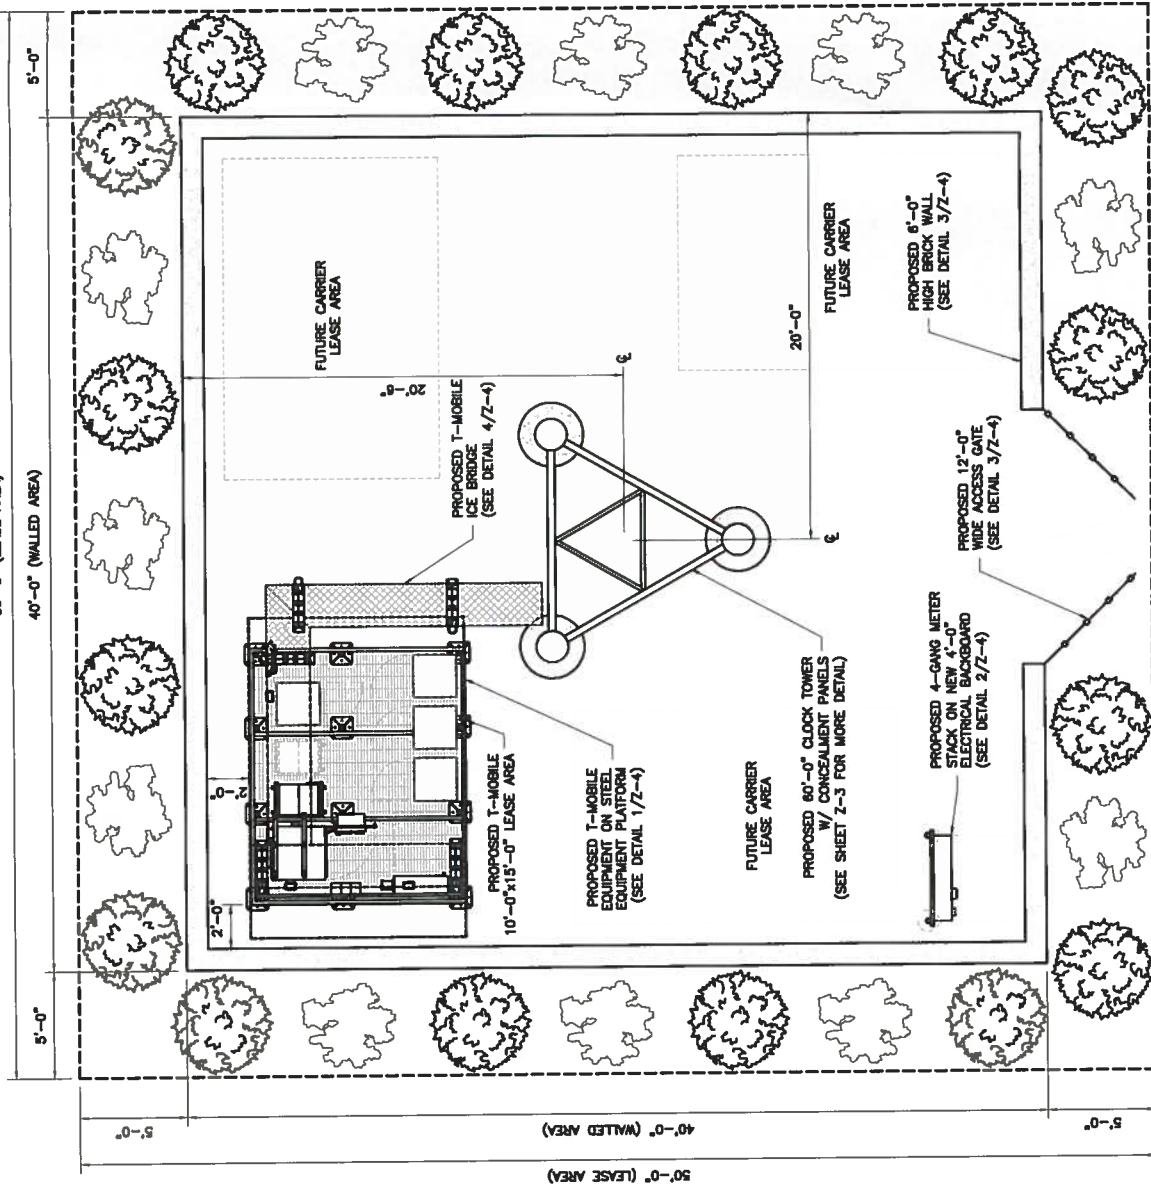 40'-0" (WALLED AREA)
5'-0"
5'-0"
FUTURE CARRIER
LEASE AREA
20'-6"
PROPOSED T-MOBILE
ICE BRIDGE
(SEE DETAIL 4/Z-4)
℄
20'-0"
℄
FUTURE CARRIER
LEASE AREA
PROPOSED 6'-0"
HIGH BRICK WALL
(SEE DETAIL 3/Z-4)
2'-0"
2'-0"
PROPOSED T-MOBILE
10'-0"x15'-0" LEASE AREA
PROPOSED T-MOBILE
EQUIPMENT ON STEEL
EQUIPMENT PLATFORM
(SEE DETAIL 1/Z-4)
FUTURE CARRIER
LEASE AREA
PROPOSED 60'-0" CLOCK TOWER
W/ CONCEALMENT PANELS
(SEE SHEET Z-3 FOR MORE DETAIL)
PROPOSED 12'-0"
WIDE ACCESS GATE
(SEE DETAIL 3/Z-4)
PROPOSED 4-GANG METER
STACK ON NEW 4'-0"
ELECTRICAL BACKBOARD
(SEE DETAIL 2/Z-4)
5'-0"
40'-0" (WALLED AREA)
5'-0"
50'-0" (LEASE AREA)